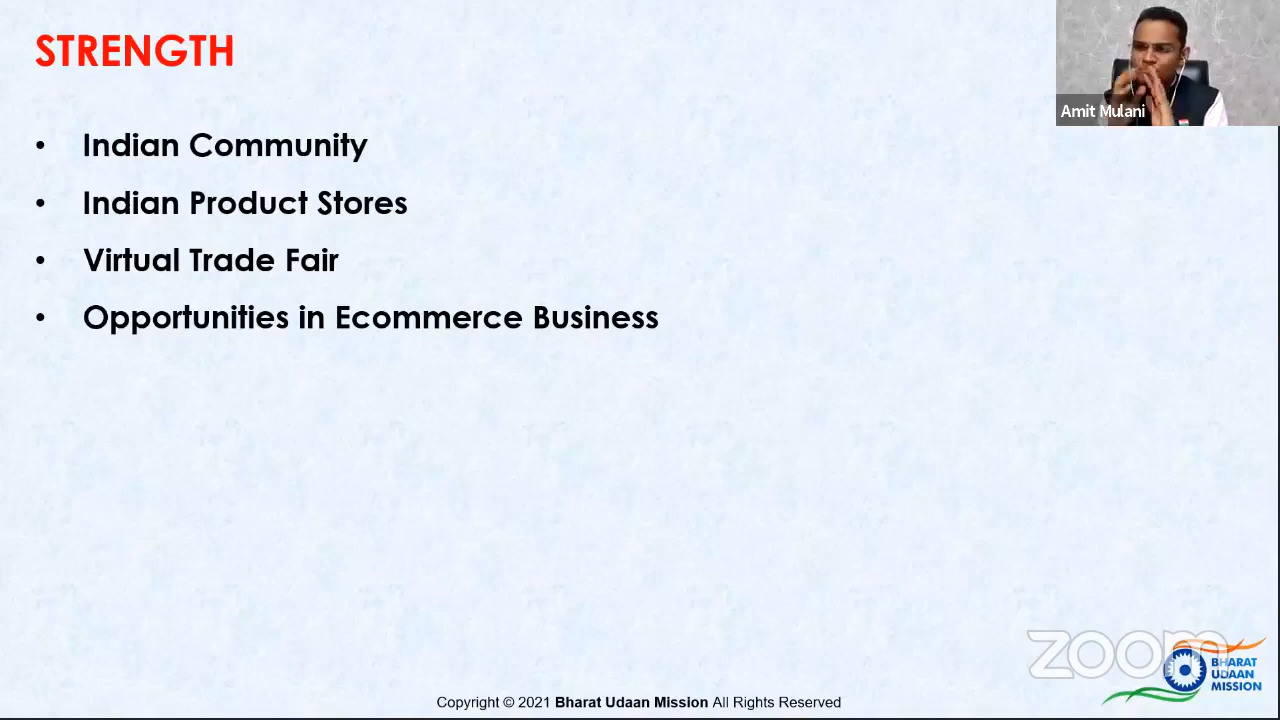 STRENGTH
Amit Mulani
• Indian Community
• Indian Product Stores
• Virtual Trade Fair
• Opportunities in Ecommerce Business
zoom
BHARAT
UDAAN
MISSION
Copyright © 2021 Bharat Udaan Mission All Rights Reserved